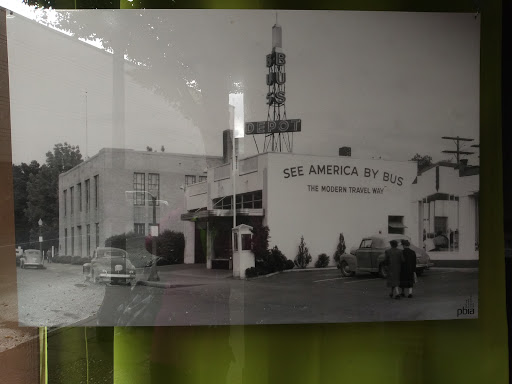 BUS
DEPOT
SEE AMERICA BY BUS
THE MODERN TRAVEL WAY
pbia